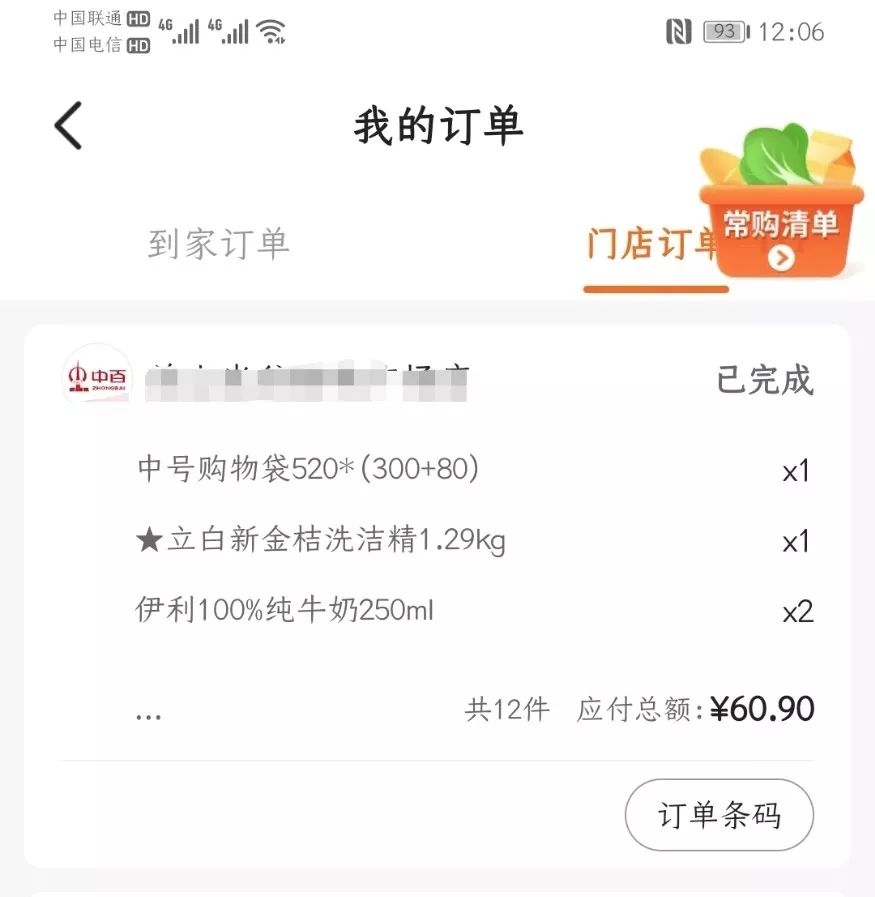 中国联通 HD 4G 4G 93 12:06
中国电信 HD
我的订单
常购清单
到家订单 门店订单
中百 已完成
ZHONGBAI
中号购物袋520*(300+80) x1
★立白新金桔洗洁精1.29kg x1
伊利100%纯牛奶250ml x2
... 共12件 应付总额:¥60.90
订单条码